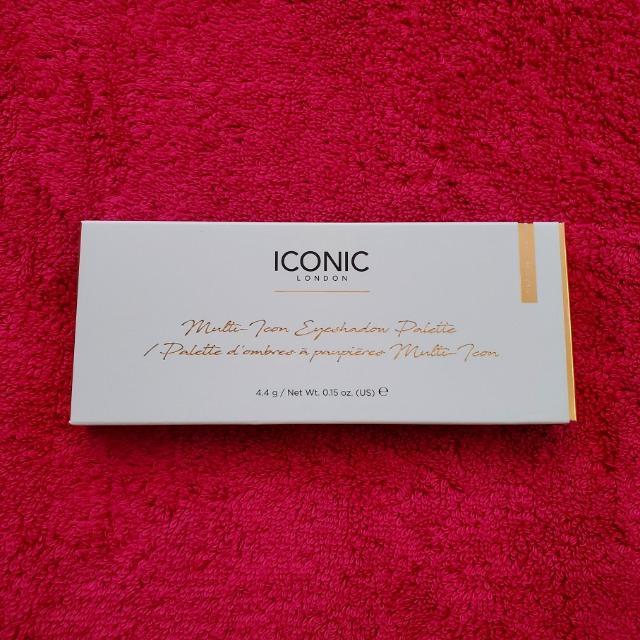 ICONIC
LONDON
Multi-Icon Eyeshadow Palette
/ Palette d'ombres à paupières Multi-Icon
4.4 g / Net Wt. 0.15 oz. (US) ℮